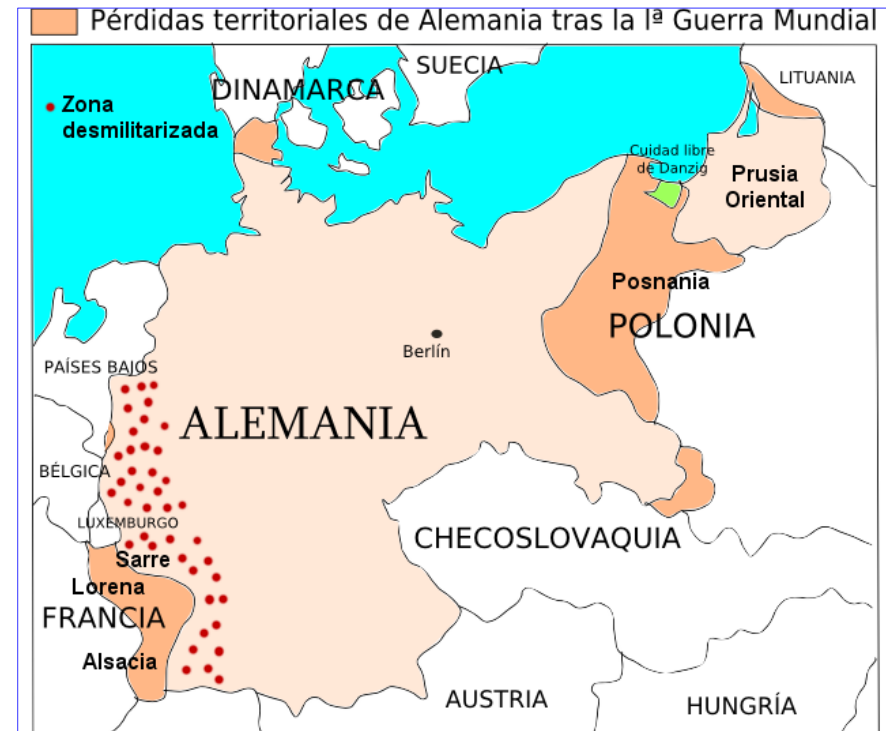 Pérdidas territoriales de Alemania tras la Iª Guerra Mundial
SUECIA
DINAMARCA
LITUANIA
Zona
desmilitarizada
Cuidad libre
de Danzig
Prusia
Oriental
Posnania
POLONIA
Berlín
PAÍSES BAJOS
ALEMANIA
BÉLGICA
LUXEMBURGO
CHECOSLOVAQUIA
Sarre
Lorena
FRANCIA
Alsacia
AUSTRIA
HUNGRÍA